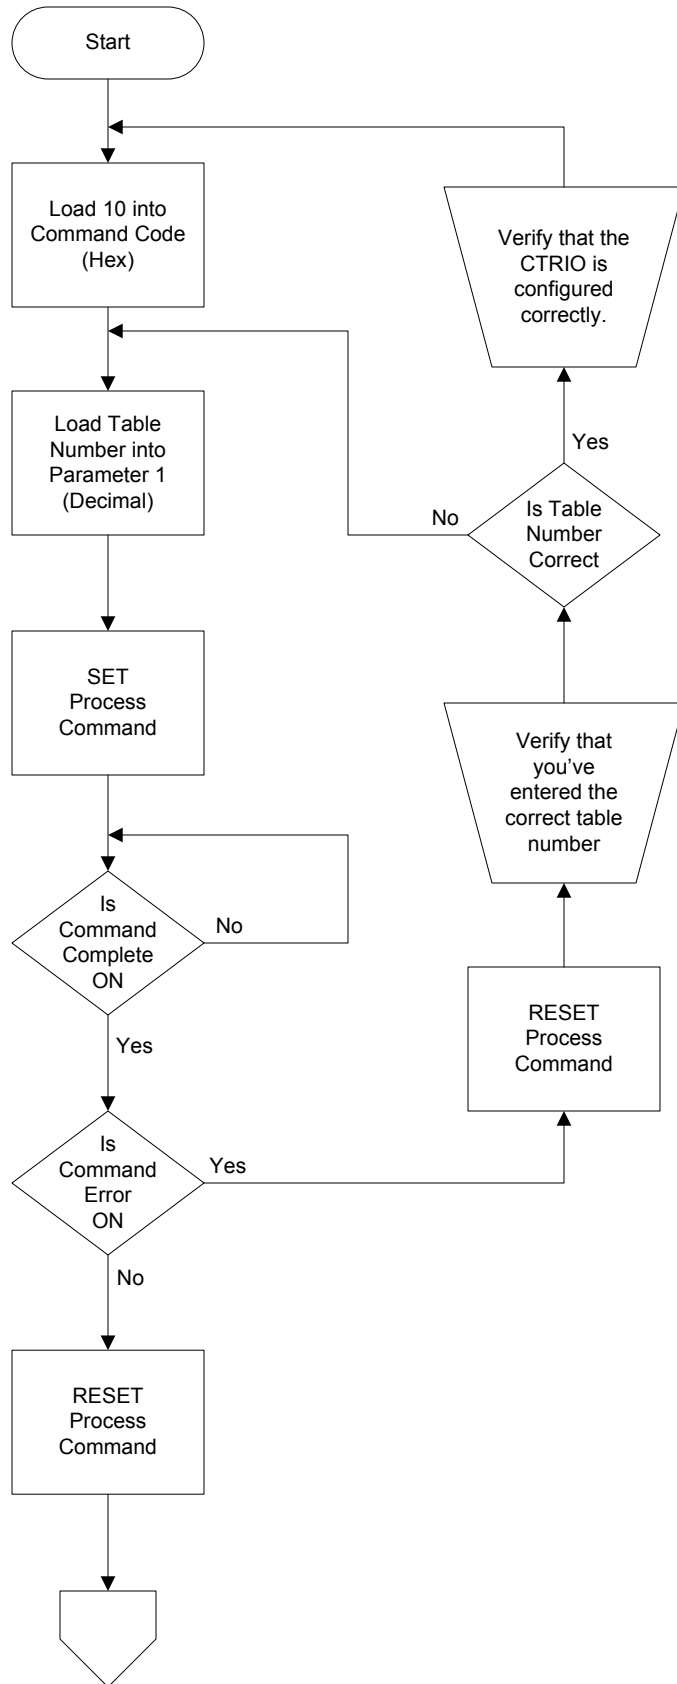 Start
Load 10 into
Command Code
(Hex)
Verify that the
CTRIO is
configured
correctly.
Load Table
Number into
Parameter 1
(Decimal)
Yes
No
Is Table
Number
Correct
SET
Process
Command
Verify that
you've
entered the
correct table
number
Is
Command
Complete
ON
No
RESET
Process
Command
Yes
Is
Command
Error
ON
Yes
No
RESET
Process
Command